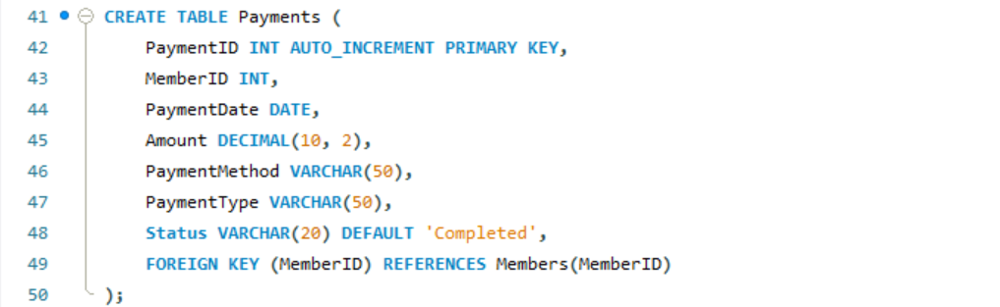 41 CREATE TABLE Payments (
42 PaymentID INT AUTO_INCREMENT PRIMARY KEY,
43 MemberID INT,
44 PaymentDate DATE,
45 Amount DECIMAL(10, 2),
46 PaymentMethod VARCHAR(50),
47 PaymentType VARCHAR(50),
48 Status VARCHAR(20) DEFAULT 'Completed',
49 FOREIGN KEY (MemberID) REFERENCES Members(MemberID)
50 );